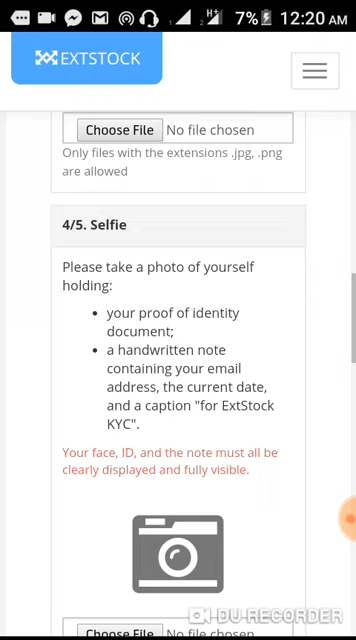 7% 12:20 AM
EXTSTOCK
Choose File No file chosen
Only files with the extensions .jpg, .png
are allowed
4/5. Selfie
Please take a photo of yourself
holding:
• your proof of identity
document;
• a handwritten note
containing your email
address, the current date,
and a caption "for ExtStock
KYC".
Your face, ID, and the note must all be
clearly displayed and fully visible.
DU RECORDER
Choose File No file chosen